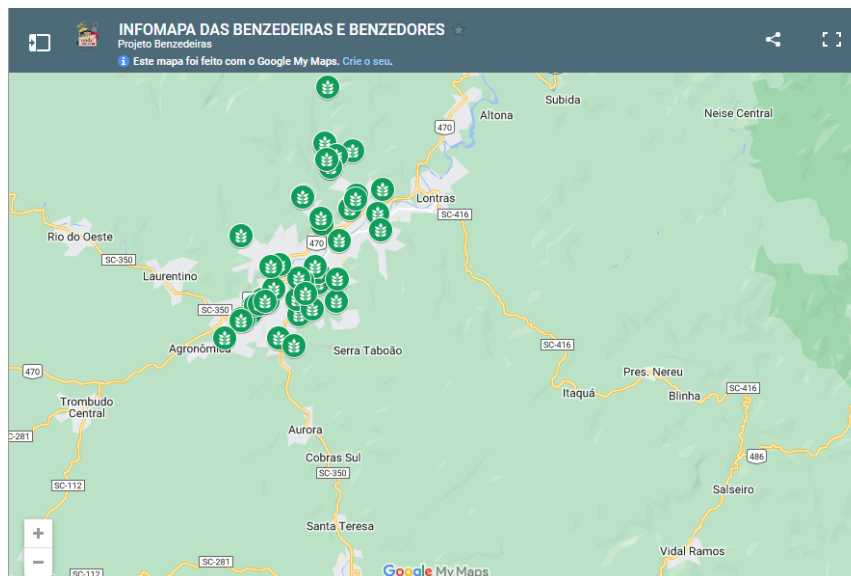 INFOMAPA DAS BENZEDEIRAS E BENZEDORES
Projeto Benzedeiras
Este mapa foi feito com o Google My Maps. Crie o seu.
Subida
Altona
Neise Central
470
Lontras
SC-416
Rio do Oeste
470
SC-350
Laurentino
SC-350
Agronômica
Serra Taboão
SC-416
470
Pres. Nereu
SC-416
Itaquá
Blinha
Trombudo
Central
Aurora
C-281
Cobras Sul
486
SC-350
SC-112
Salseiro
Santa Teresa
Vidal Ramos
SC-281
SC-112
Google My Maps